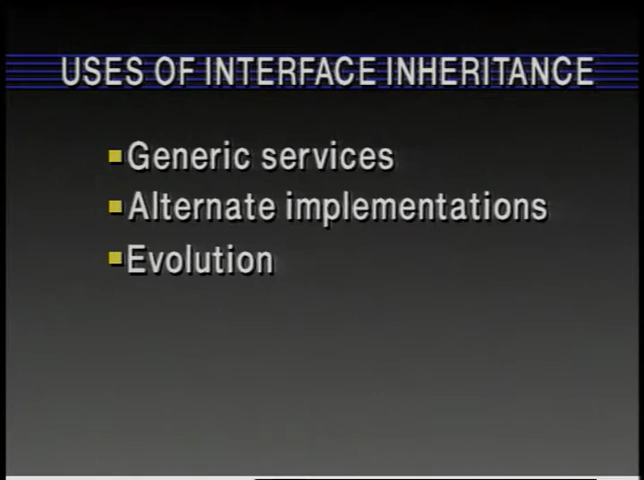 USES OF INTERFACE INHERITANCE
Generic services
Alternate implementations
Evolution